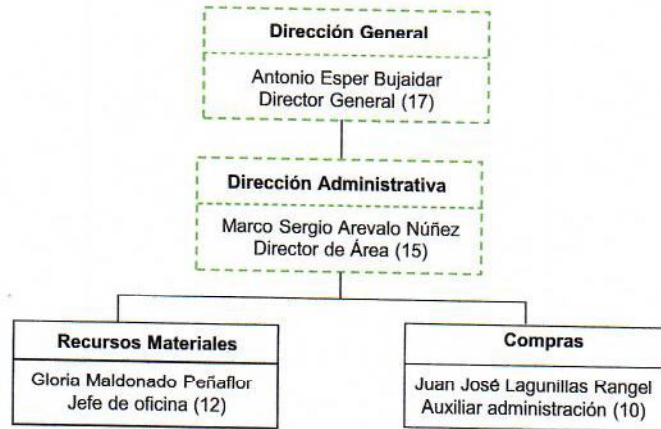 Dirección General
Antonio Esper Bujaidar
Director General (17)
Dirección Administrativa
Marco Sergio Arevalo Núñez
Director de Área (15)
Recursos Materiales
Gloria Maldonado Peñaflor
Jefe de oficina (12)
Compras
Juan José Lagunillas Rangel
Auxiliar administración (10)